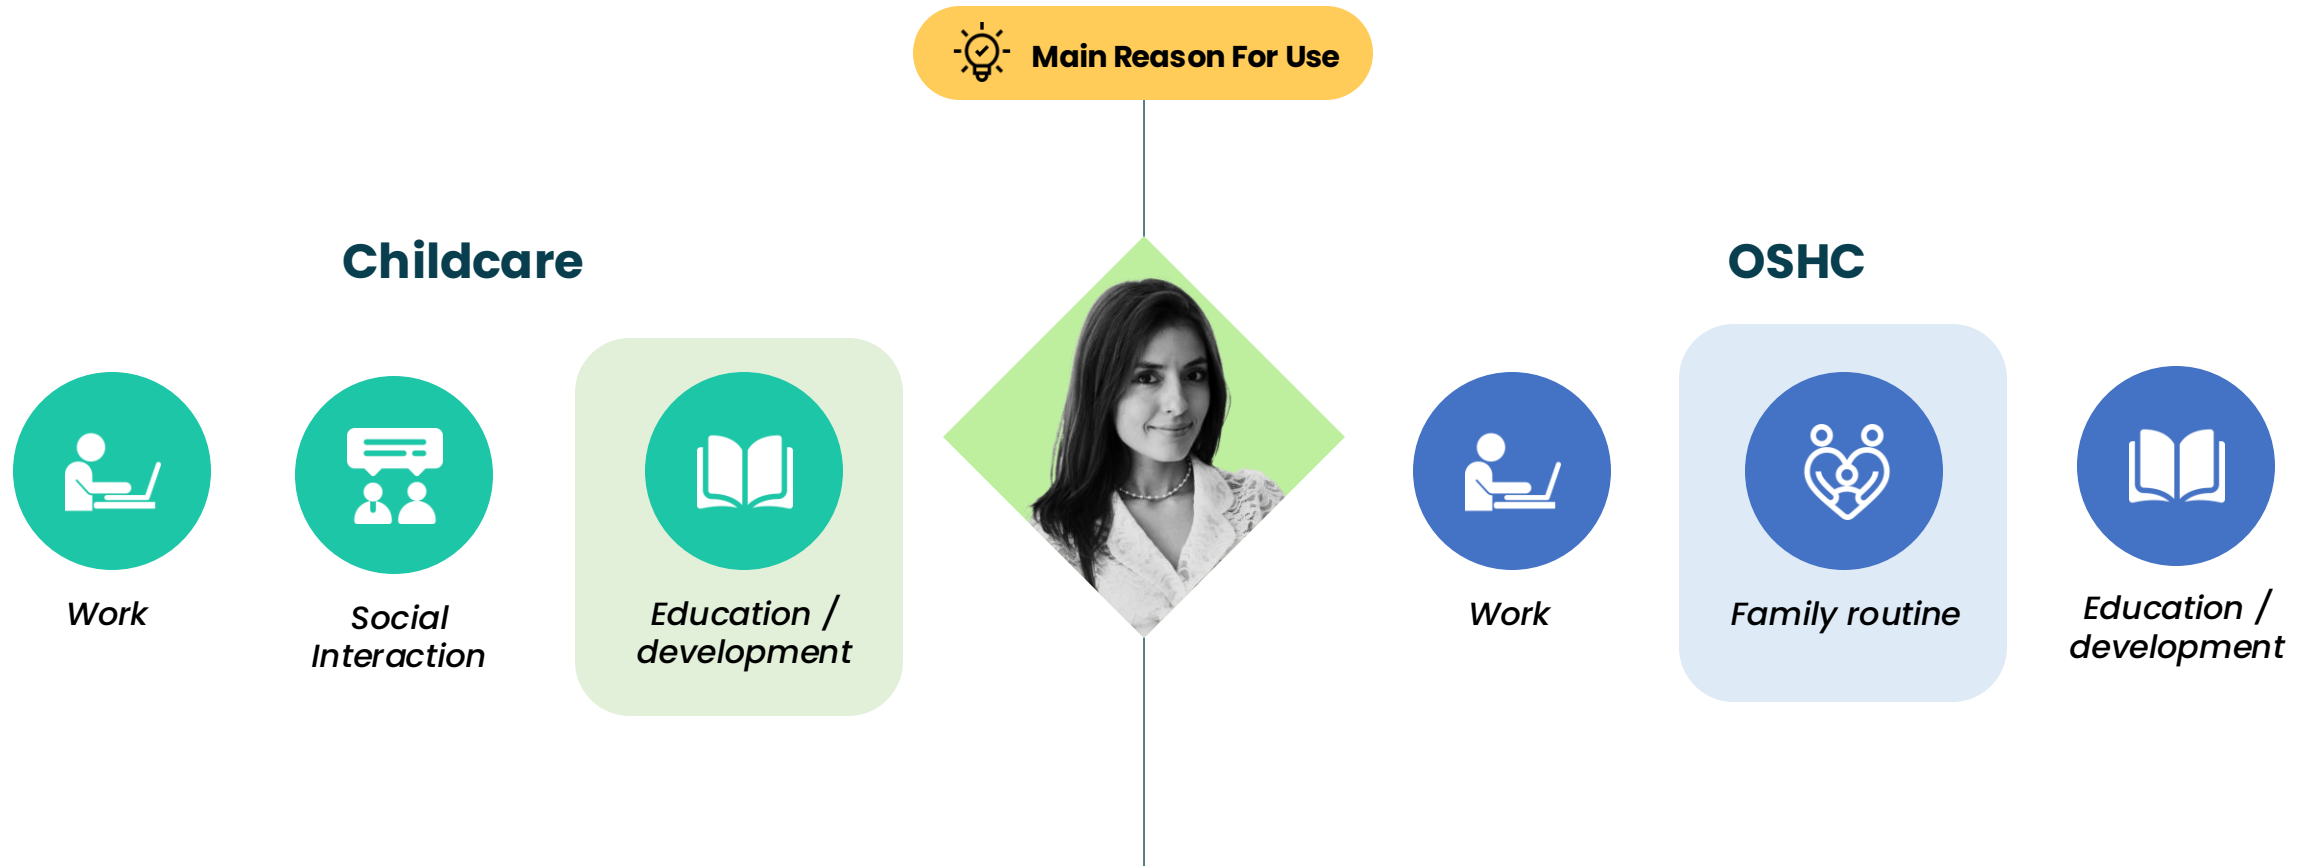 Main Reason For Use
Childcare
Work
Social
Interaction
Education /
development
OSHC
Work
Family routine
Education /
development